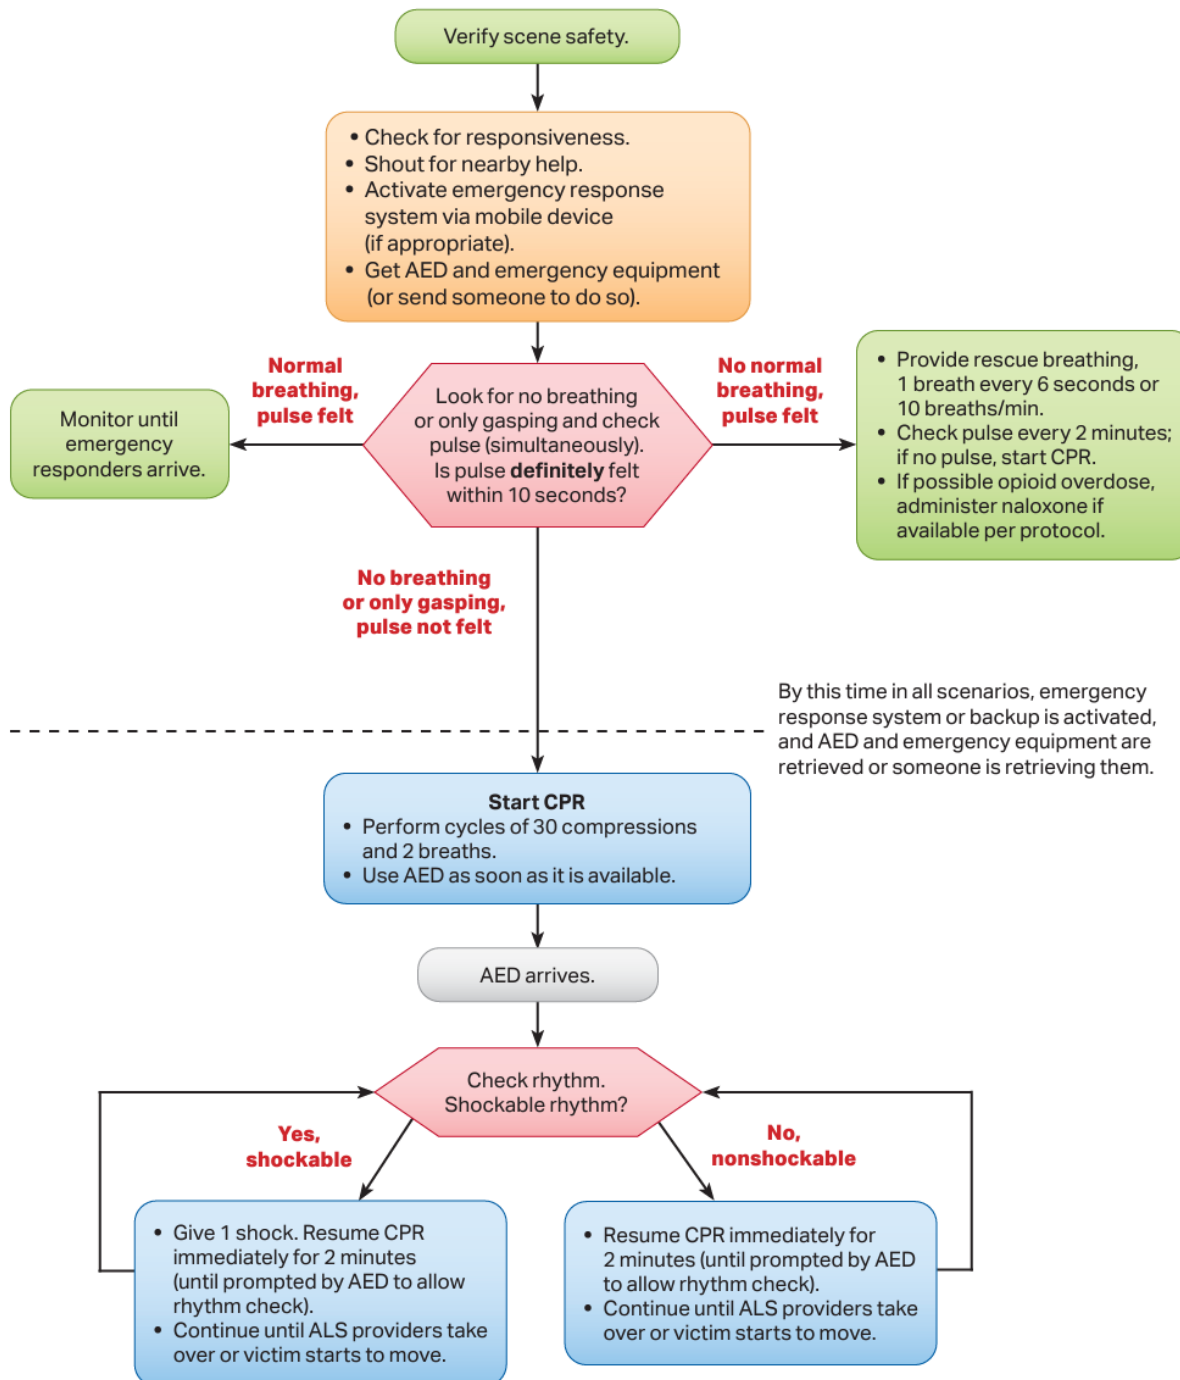 Verify scene safety.
• Check for responsiveness.
• Shout for nearby help.
• Activate emergency response
system via mobile device
(if appropriate).
• Get AED and emergency equipment
(or send someone to do so).
Normal
breathing,
pulse felt
No normal
breathing,
pulse felt
Look for no breathing
or only gasping and check
pulse (simultaneously).
Is pulse definitely felt
within 10 seconds?
Monitor until
emergency
responders arrive.
• Provide rescue breathing,
1 breath every 6 seconds or
10 breaths/min.
• Check pulse every 2 minutes;
if no pulse, start CPR.
• If possible opioid overdose,
administer naloxone if
available per protocol.
No breathing
or only gasping,
pulse not felt
By this time in all scenarios, emergency
response system or backup is activated,
and AED and emergency equipment are
retrieved or someone is retrieving them.
Start CPR
• Perform cycles of 30 compressions
and 2 breaths.
• Use AED as soon as it is available.
AED arrives.
Check rhythm.
Shockable rhythm?
Yes,
shockable
No,
nonshockable
• Give 1 shock. Resume CPR
immediately for 2 minutes
(until prompted by AED to allow
rhythm check).
• Continue until ALS providers take
over or victim starts to move.
• Resume CPR immediately for
2 minutes (until prompted by AED
to allow rhythm check).
• Continue until ALS providers take
over or victim starts to move.